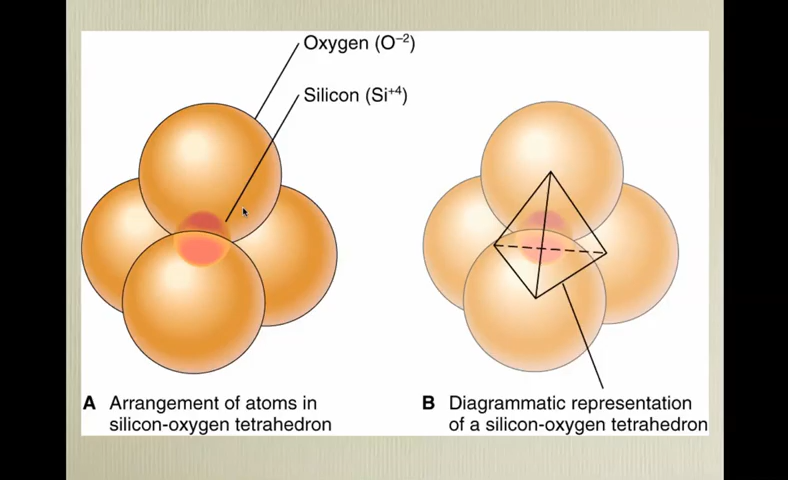 Oxygen (O⁻²)
Silicon (Si⁺⁴)
A Arrangement of atoms in
silicon-oxygen tetrahedron
B Diagrammatic representation
of a silicon-oxygen tetrahedron